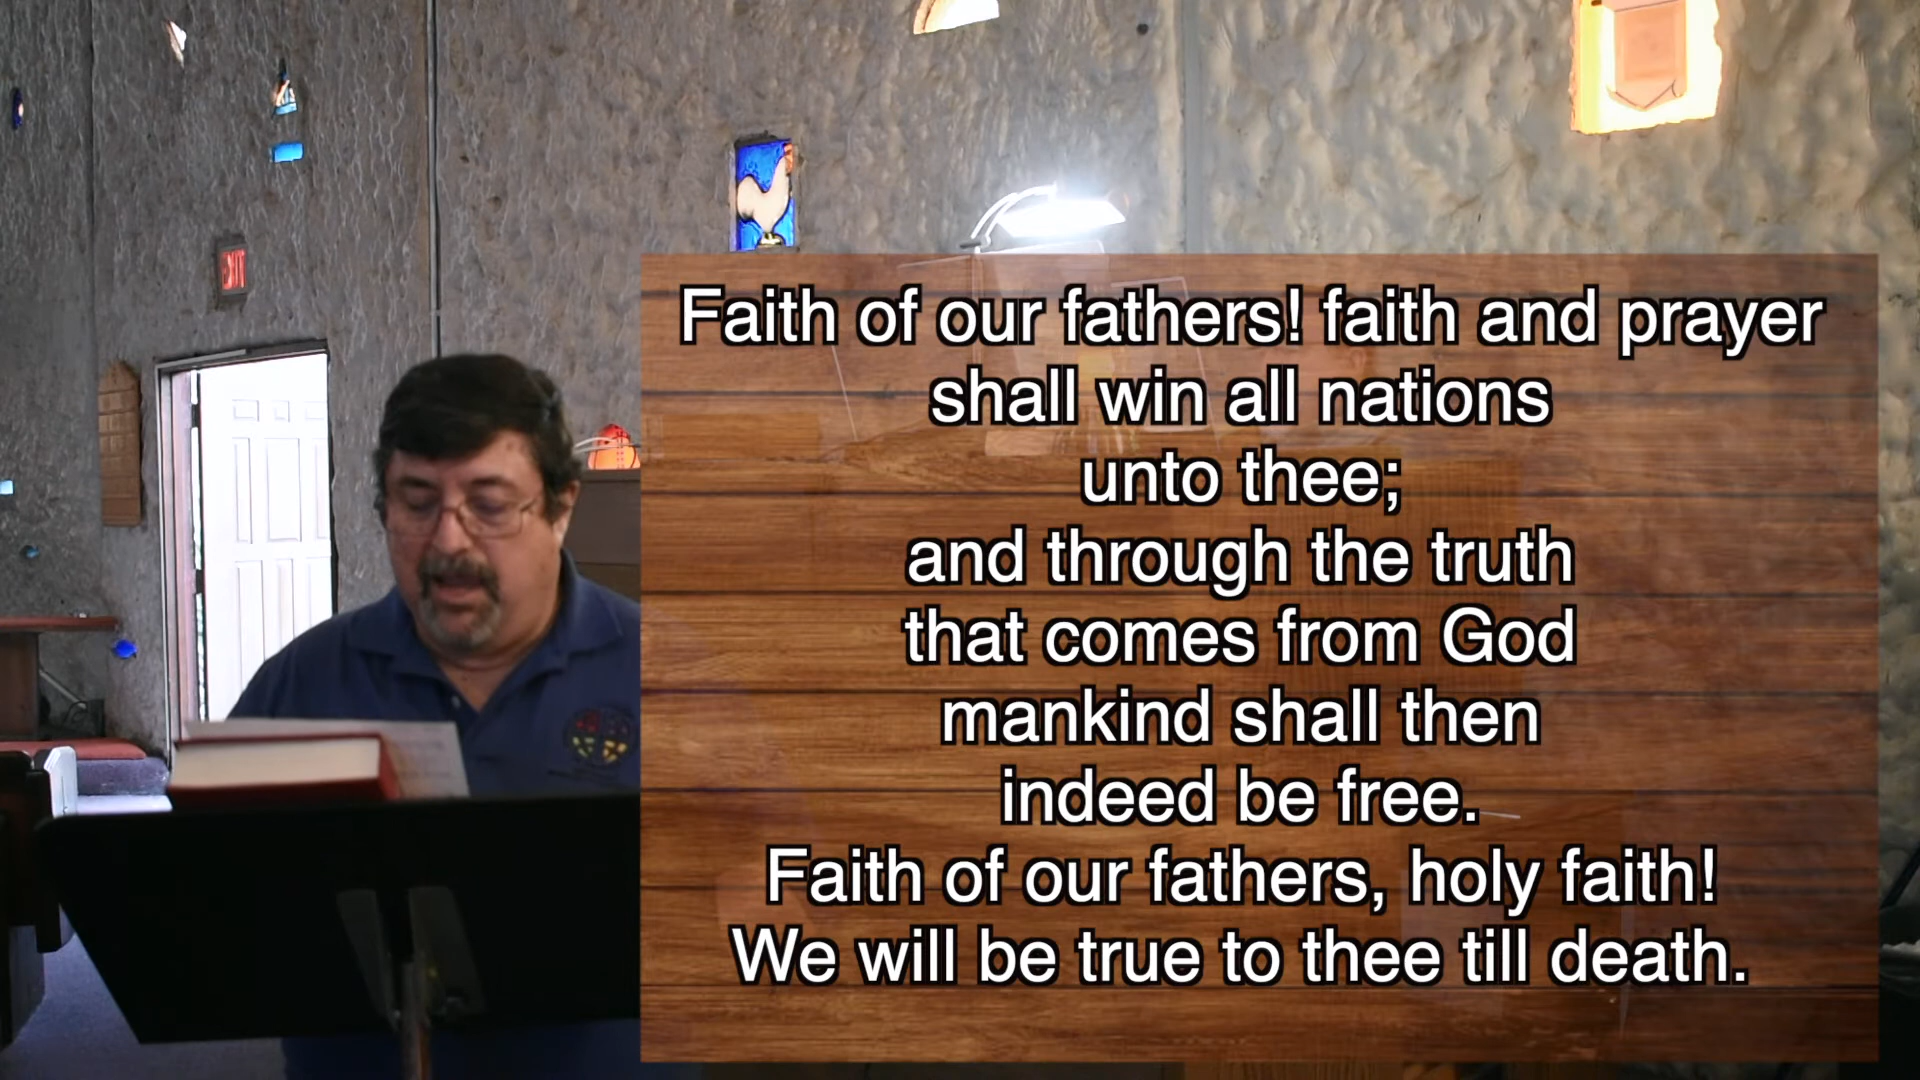 EXIT
Faith of our fathers! faith and prayer
shall win all nations
unto thee;
and through the truth
that comes from God
mankind shall then
indeed be free.
Faith of our fathers, holy faith!
We will be true to thee till death.